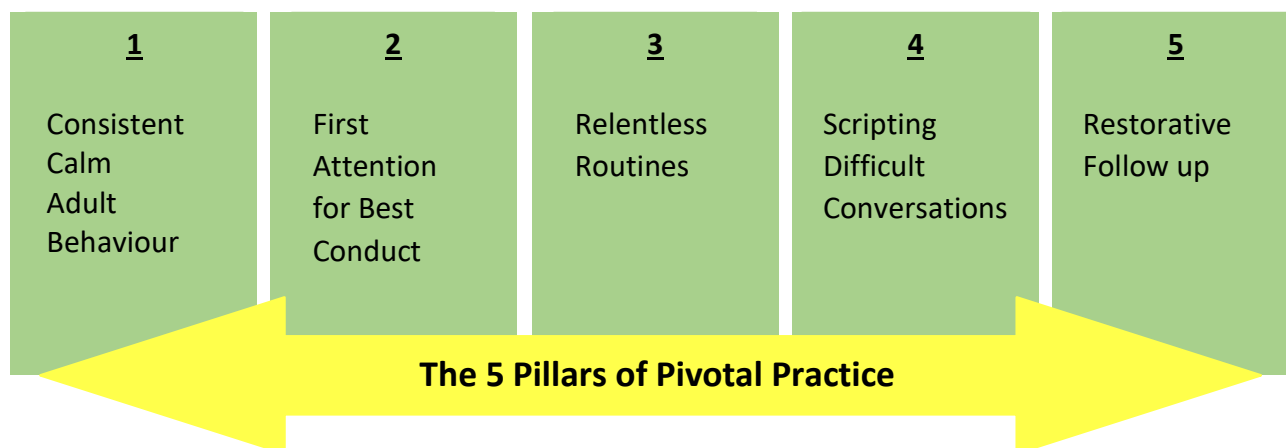 1
Consistent
Calm
Adult
Behaviour
2
First
Attention
for Best
Conduct
3
Relentless
Routines
4
Scripting
Difficult
Conversations
5
Restorative
Follow up
The 5 Pillars of Pivotal Practice